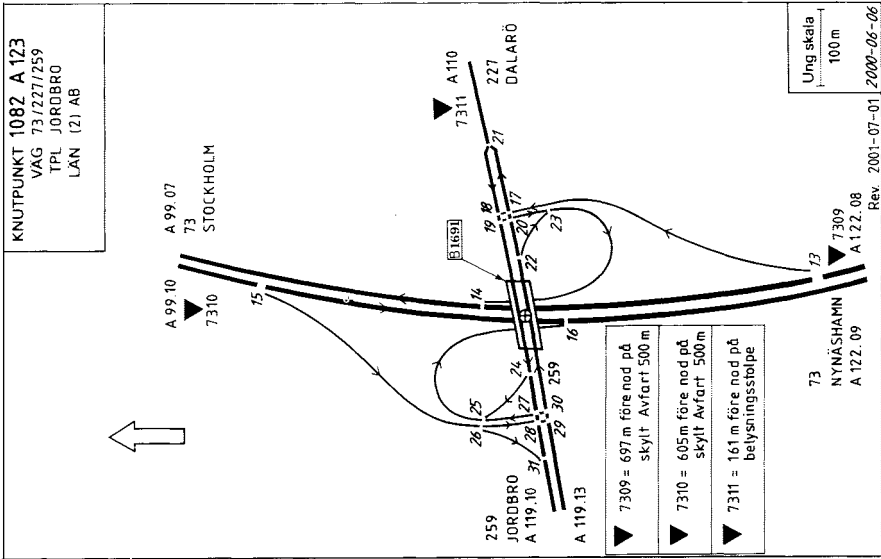 KNUTPUNKT 1082 A 123
VÄG 73/227/259
TPL JORDBRO
LÄN (2) AB
A 99.07
73
STOCKHOLM
A 99.10
7310
15
A 110
227
DALARÖ
7311
21
18
19
17
20
23
22
B1691
14
16
24
259
25
26
27
28
30
29
31
259
JORDBRO
A 119.10
A 119.13
13
7309
A 122.08
73
NYNÄSHAMN
A 122.09
7309 = 697 m före nod på
skylt Avfart 500 m
7310 = 605 m före nod på
skylt Avfart 500 m
7311 = 161 m före nod på
belysningsstolpe
Ung skala
100 m
Rev. 2001-07-01 2000-06-06